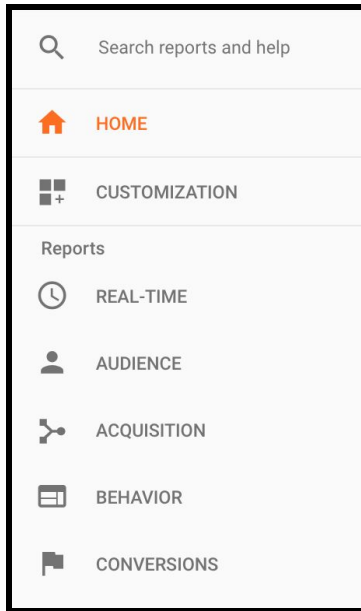 Search reports and help
HOME
CUSTOMIZATION
Reports
REAL-TIME
AUDIENCE
ACQUISITION
BEHAVIOR
CONVERSIONS